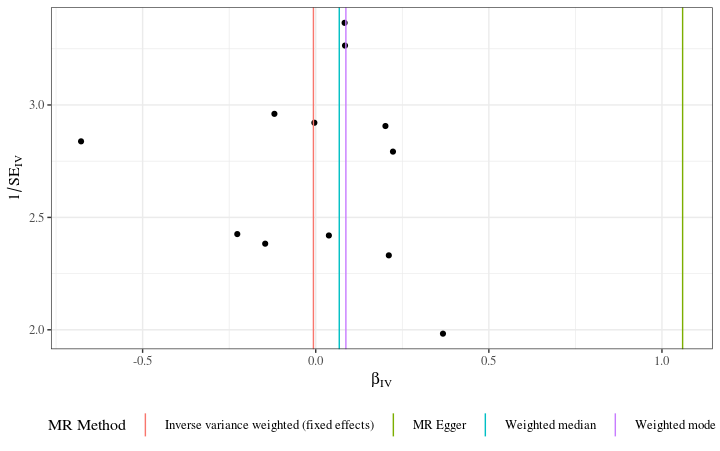 1/SE_IV
3.0
2.5
2.0
-0.5 0.0 0.5 1.0
β_IV
MR Method Inverse variance weighted (fixed effects) MR Egger Weighted median Weighted mode